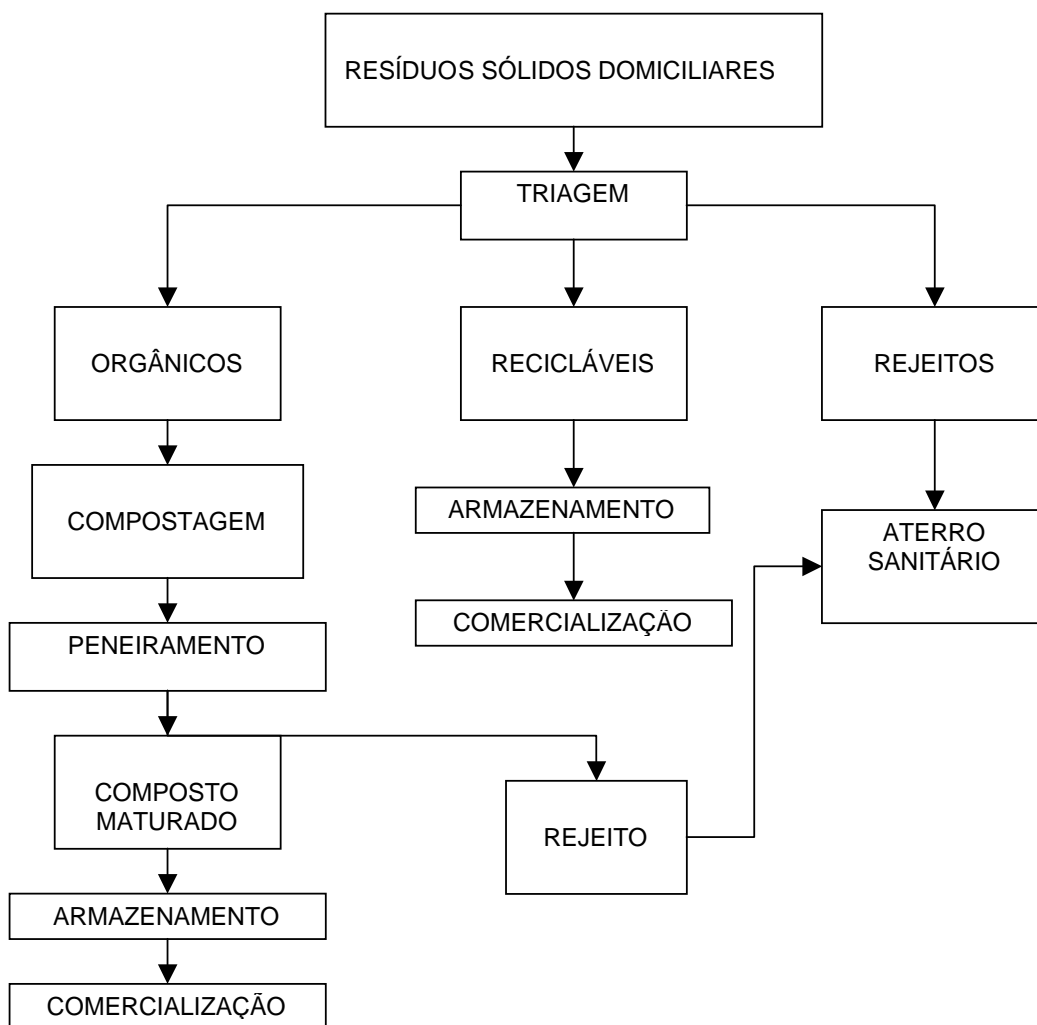 RESÍDUOS SÓLIDOS DOMICILIARES
TRIAGEM
ORGÂNICOS
RECICLÁVEIS
REJEITOS
COMPOSTAGEM
ARMAZENAMENTO
ATERRO
SANITÁRIO
COMERCIALIZAÇÃO
PENEIRAMENTO
COMPOSTO
MATURADO
REJEITO
ARMAZENAMENTO
COMERCIALIZAÇÃO